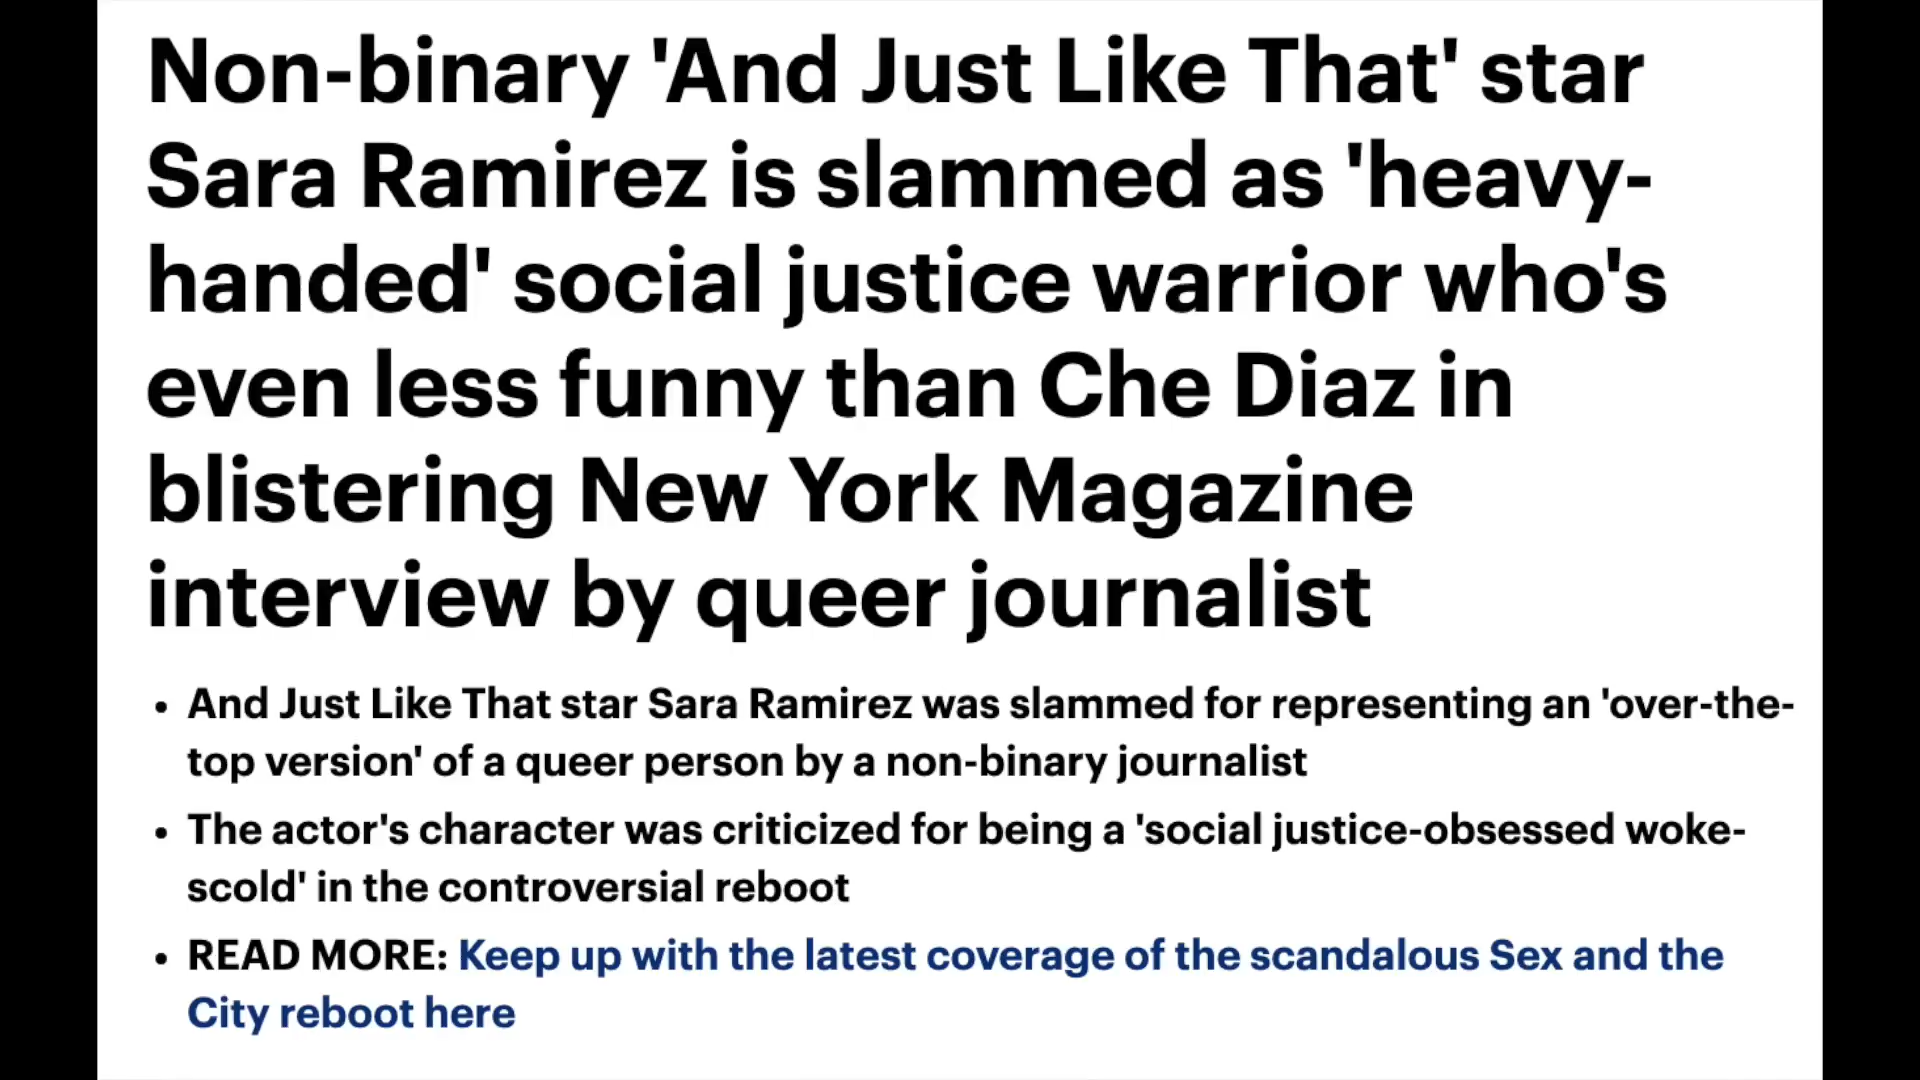 Non-binary 'And Just Like That' star
Sara Ramirez is slammed as 'heavy-
handed' social justice warrior who's
even less funny than Che Diaz in
blistering New York Magazine
interview by queer journalist
• And Just Like That star Sara Ramirez was slammed for representing an 'over-the-
top version' of a queer person by a non-binary journalist
• The actor's character was criticized for being a 'social justice-obsessed woke-
scold' in the controversial reboot
• READ MORE: Keep up with the latest coverage of the scandalous Sex and the
City reboot here